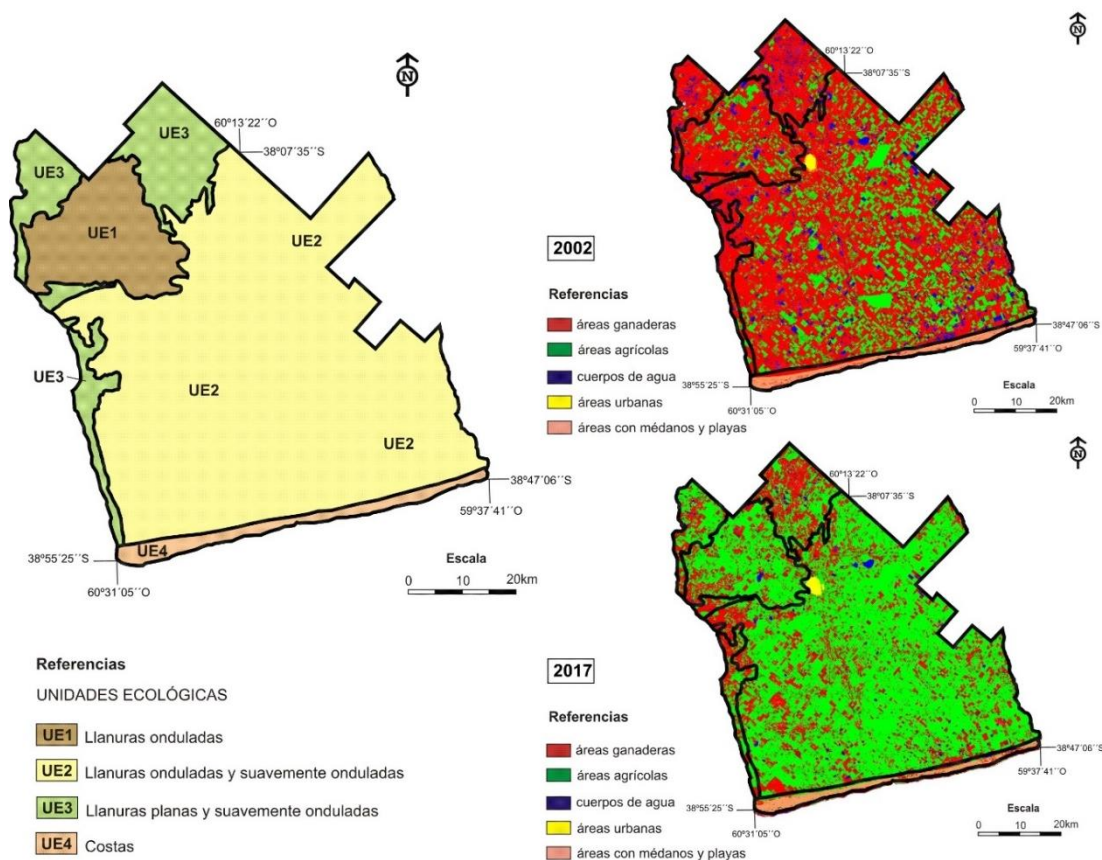 N
60º13´22´´O
38º07´35´´S
UE3
UE3
UE1
UE2
UE3
UE2
UE2
38º47´06´´S
59º37´41´´O
UE4
38º55´25´´S
60º31´05´´O
Escala
0 10 20km
Referencias
UNIDADES ECOLÓGICAS
UE1 Llanuras onduladas
UE2 Llanuras onduladas y suavemente onduladas
UE3 Llanuras planas y suavemente onduladas
UE4 Costas
N
60º13´22´´O
38º07´35´´S
2002
Referencias
áreas ganaderas
áreas agrícolas
cuerpos de agua
áreas urbanas
áreas con médanos y playas
38º47´06´´S
59º37´41´´O
38º55´25´´S
60º31´05´´O
Escala
0 10 20km
N
60º13´22´´O
38º07´35´´S
2017
Referencias
áreas ganaderas
áreas agrícolas
cuerpos de agua
áreas urbanas
áreas con médanos y playas
38º47´06´´S
59º37´41´´O
38º55´25´´S
60º31´05´´O
Escala
0 10 20km